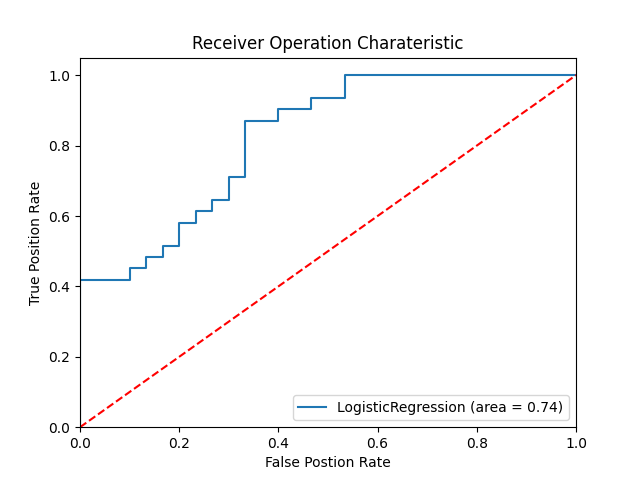 Receiver Operation Charateristic
1.0
0.8
0.6
0.4
0.2
0.0
True Position Rate
LogisticRegression (area = 0.74)
0.0 0.2 0.4 0.6 0.8 1.0
False Postion Rate